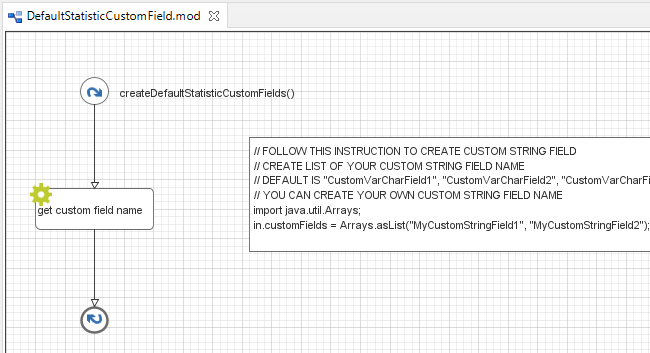 DefaultStatisticCustomField.mod
createDefaultStatisticCustomFields()
// FOLLOW THIS INSTRUCTION TO CREATE CUSTOM STRING FIELD
// CREATE LIST OF YOUR CUSTOM STRING FIELD NAME
// DEFAULT IS "CustomVarCharField1", "CustomVarCharField2", "CustomVarCharFi
// YOU CAN CREATE YOUR OWN CUSTOM STRING FIELD NAME
import java.util.Arrays;
in.customFields = Arrays.asList("MyCustomStringField1", "MyCustomStringField2");
get custom field name